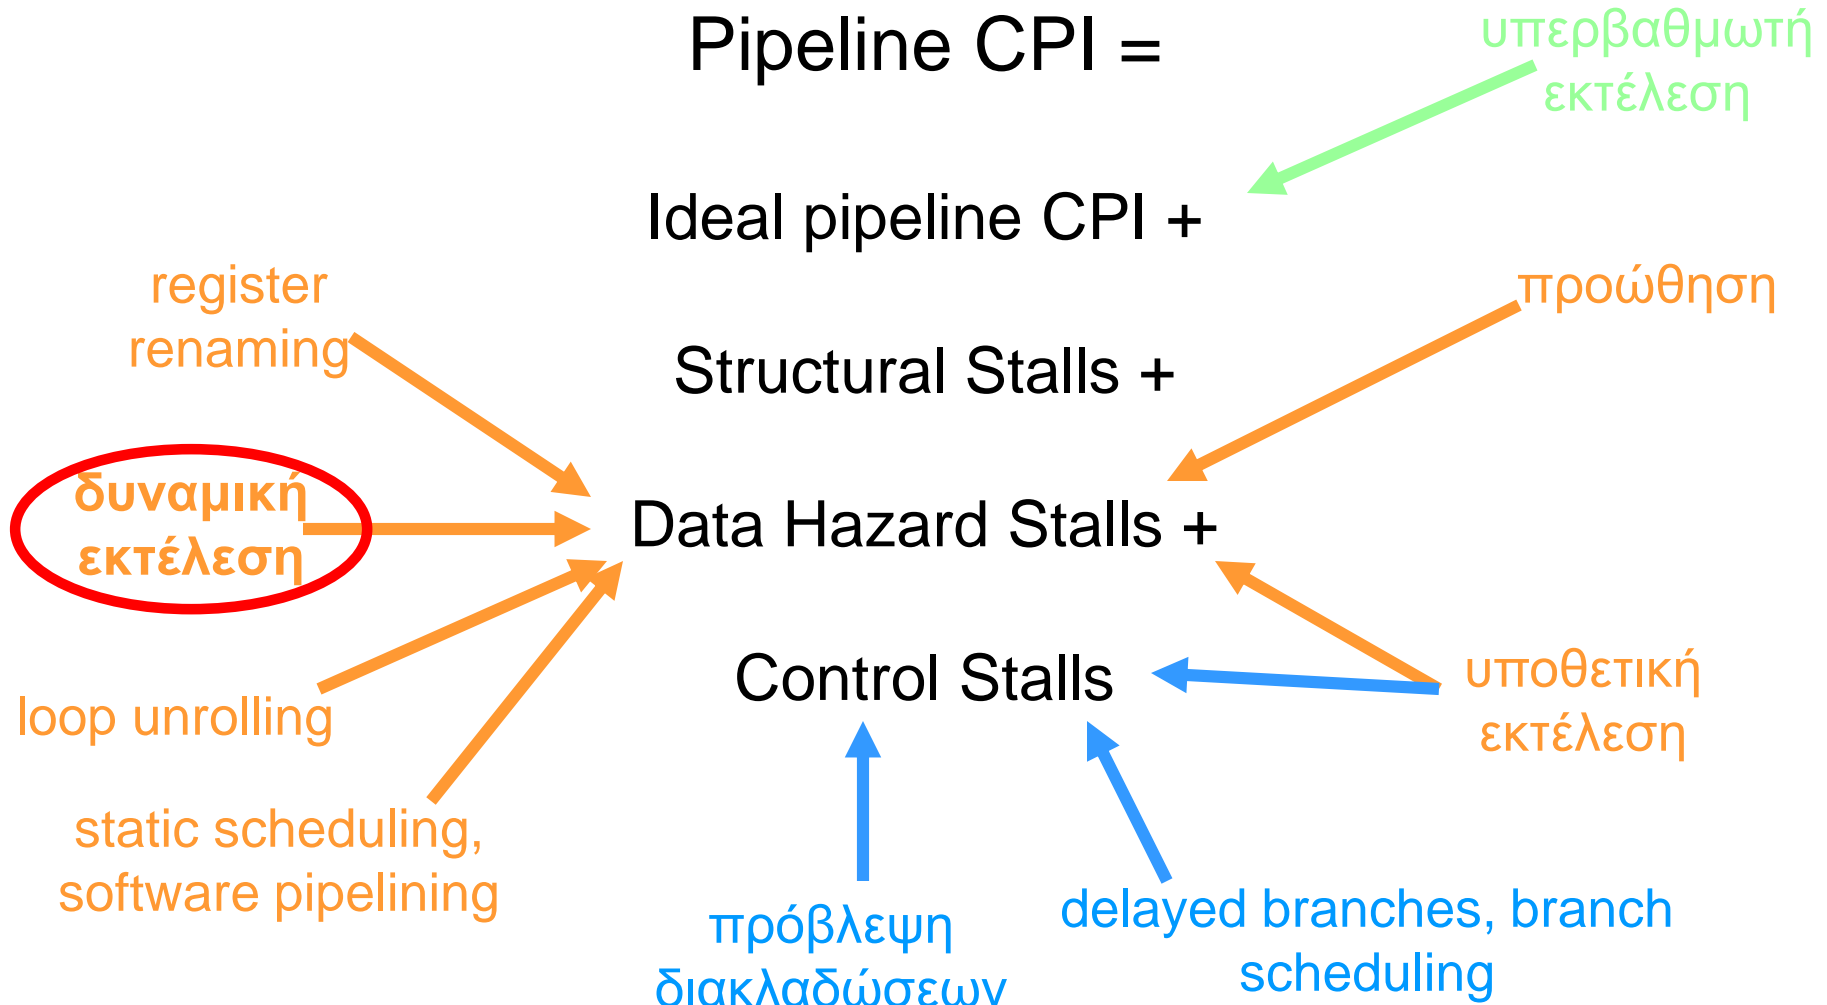 Pipeline CPI =
υπερβαθμωτή
εκτέλεση
Ideal pipeline CPI +
register
renaming
προώθηση
Structural Stalls +
δυναμική
εκτέλεση
Data Hazard Stalls +
Control Stalls
υποθετική
εκτέλεση
loop unrolling
static scheduling,
software pipelining
πρόβλεψη
διακλαδώσεων
delayed branches, branch
scheduling